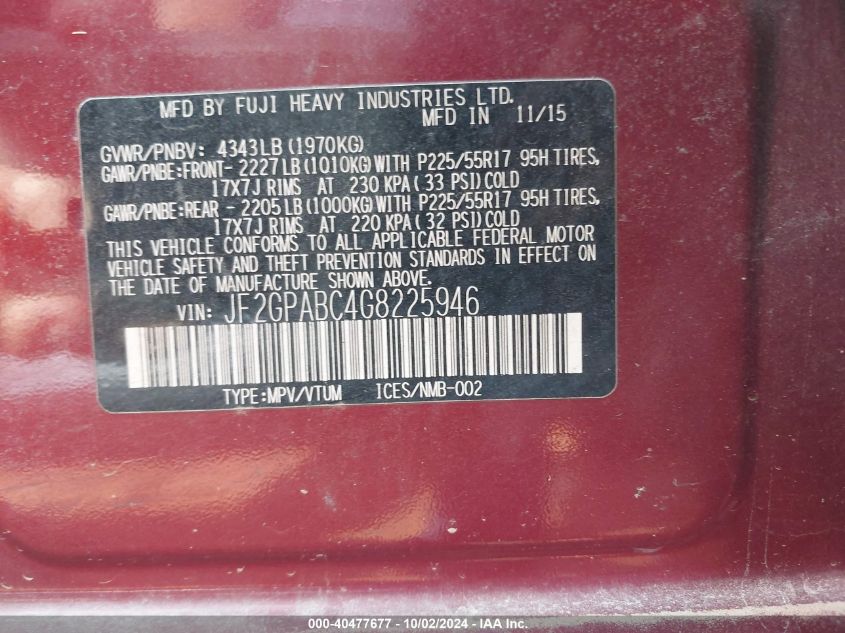 MFD BY FUJI HEAVY INDUSTRIES LTD.
MFD IN 11/15
GVWR/PNBV: 4343LB (1970KG)
GAWR/PNBE:FRONT- 2227LB(1010KG)WITH P225/55R17 95H TIRES,
17X7J RIMS AT 230 KPA( 33 PSI)COLD
GAWR/PNBE:REAR - 2205LB(1000KG)WITH P225/55R17 95H TIRES,
17X7J RIMS AT 220 KPA( 32 PSI)COLD
THIS VEHICLE CONFORMS TO ALL APPLICABLE FEDERAL MOTOR
VEHICLE SAFETY AND THEFT PREVENTION STANDARDS IN EFFECT ON
THE DATE OF MANUFACTURE SHOWN ABOVE.
VIN: JF2GPABC4G8225946
TYPE:MPV/VTUM ICES/NMB-002
000-40477677 - 10/02/2024 - IAA Inc.